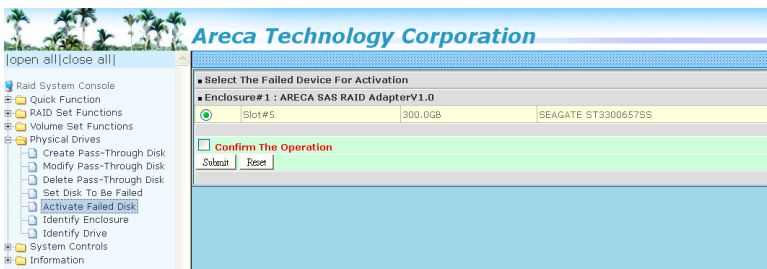 Areca Technology Corporation
|open all|close all|
Raid System Console
Quick Function
RAID Set Functions
Volume Set Functions
Physical Drives
Create Pass-Through Disk
Modify Pass-Through Disk
Delete Pass-Through Disk
Set Disk To Be Failed
Activate Failed Disk
Identify Enclosure
Identify Drive
System Controls
Information
Select The Failed Device For Activation
Enclosure#1 : ARECA SAS RAID AdapterV1.0
Slot#5 300.0GB SEAGATE ST3300657SS
Confirm The Operation
Submit Reset